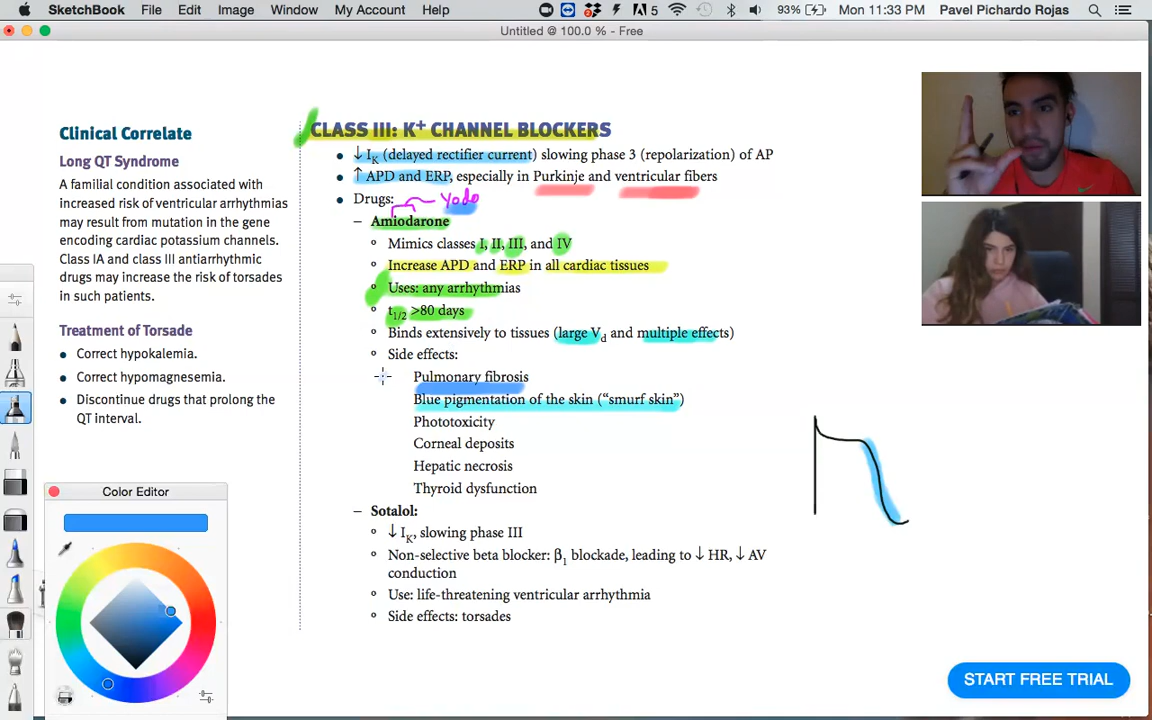 SketchBook File Edit Image Window My Account Help 5 93% Mon 11:33 PM Pavel Pichardo Rojas
Untitled @ 100.0 % - Free
Clinical Correlate
Long QT Syndrome
A familial condition associated with
increased risk of ventricular arrhythmias
may result from mutation in the gene
encoding cardiac potassium channels.
Class IA and class III antiarrhythmic
drugs may increase the risk of torsades
in such patients.
Treatment of Torsade
• Correct hypokalemia.
• Correct hypomagnesemia.
• Discontinue drugs that prolong the
QT interval.
CLASS III: K⁺ CHANNEL BLOCKERS
• ↓ IK (delayed rectifier current) slowing phase 3 (repolarization) of AP
• ↑ APD and ERP, especially in Purkinje and ventricular fibers
• Drugs: Yodo
– Amiodarone
° Mimics classes I, II, III, and IV
° Increase APD and ERP in all cardiac tissues
° Uses: any arrhythmias
° t1/2 >80 days
° Binds extensively to tissues (large Vd and multiple effects)
° Side effects:
Pulmonary fibrosis
Blue pigmentation of the skin (“smurf skin”)
Phototoxicity
Corneal deposits
Hepatic necrosis
Thyroid dysfunction
– Sotalol:
° ↓ IK, slowing phase III
° Non-selective beta blocker: β1 blockade, leading to ↓ HR, ↓ AV
conduction
° Use: life-threatening ventricular arrhythmia
° Side effects: torsades
Color Editor
START FREE TRIAL